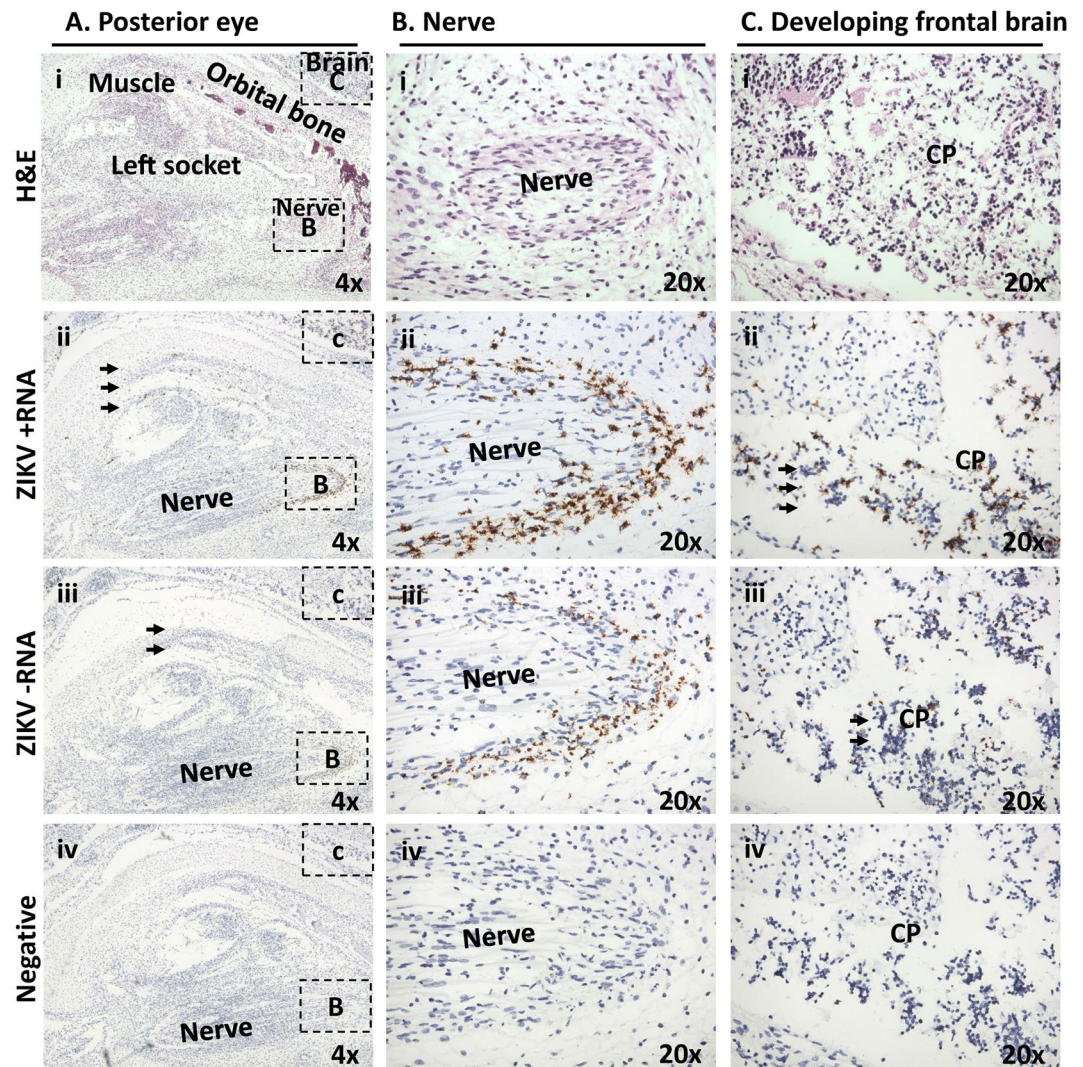 A. Posterior eye
B. Nerve
C. Developing frontal brain
H&E
i
Muscle
Orbital bone
Brain
C
Left socket
Nerve
B
4x
i
Nerve
20x
i
CP
20x
ZIKV +RNA
ii
c
Nerve
B
4x
ii
Nerve
20x
ii
CP
20x
ZIKV -RNA
iii
c
Nerve
B
4x
iii
Nerve
20x
iii
CP
20x
Negative
iv
c
B
Nerve
4x
iv
Nerve
20x
iv
CP
20x